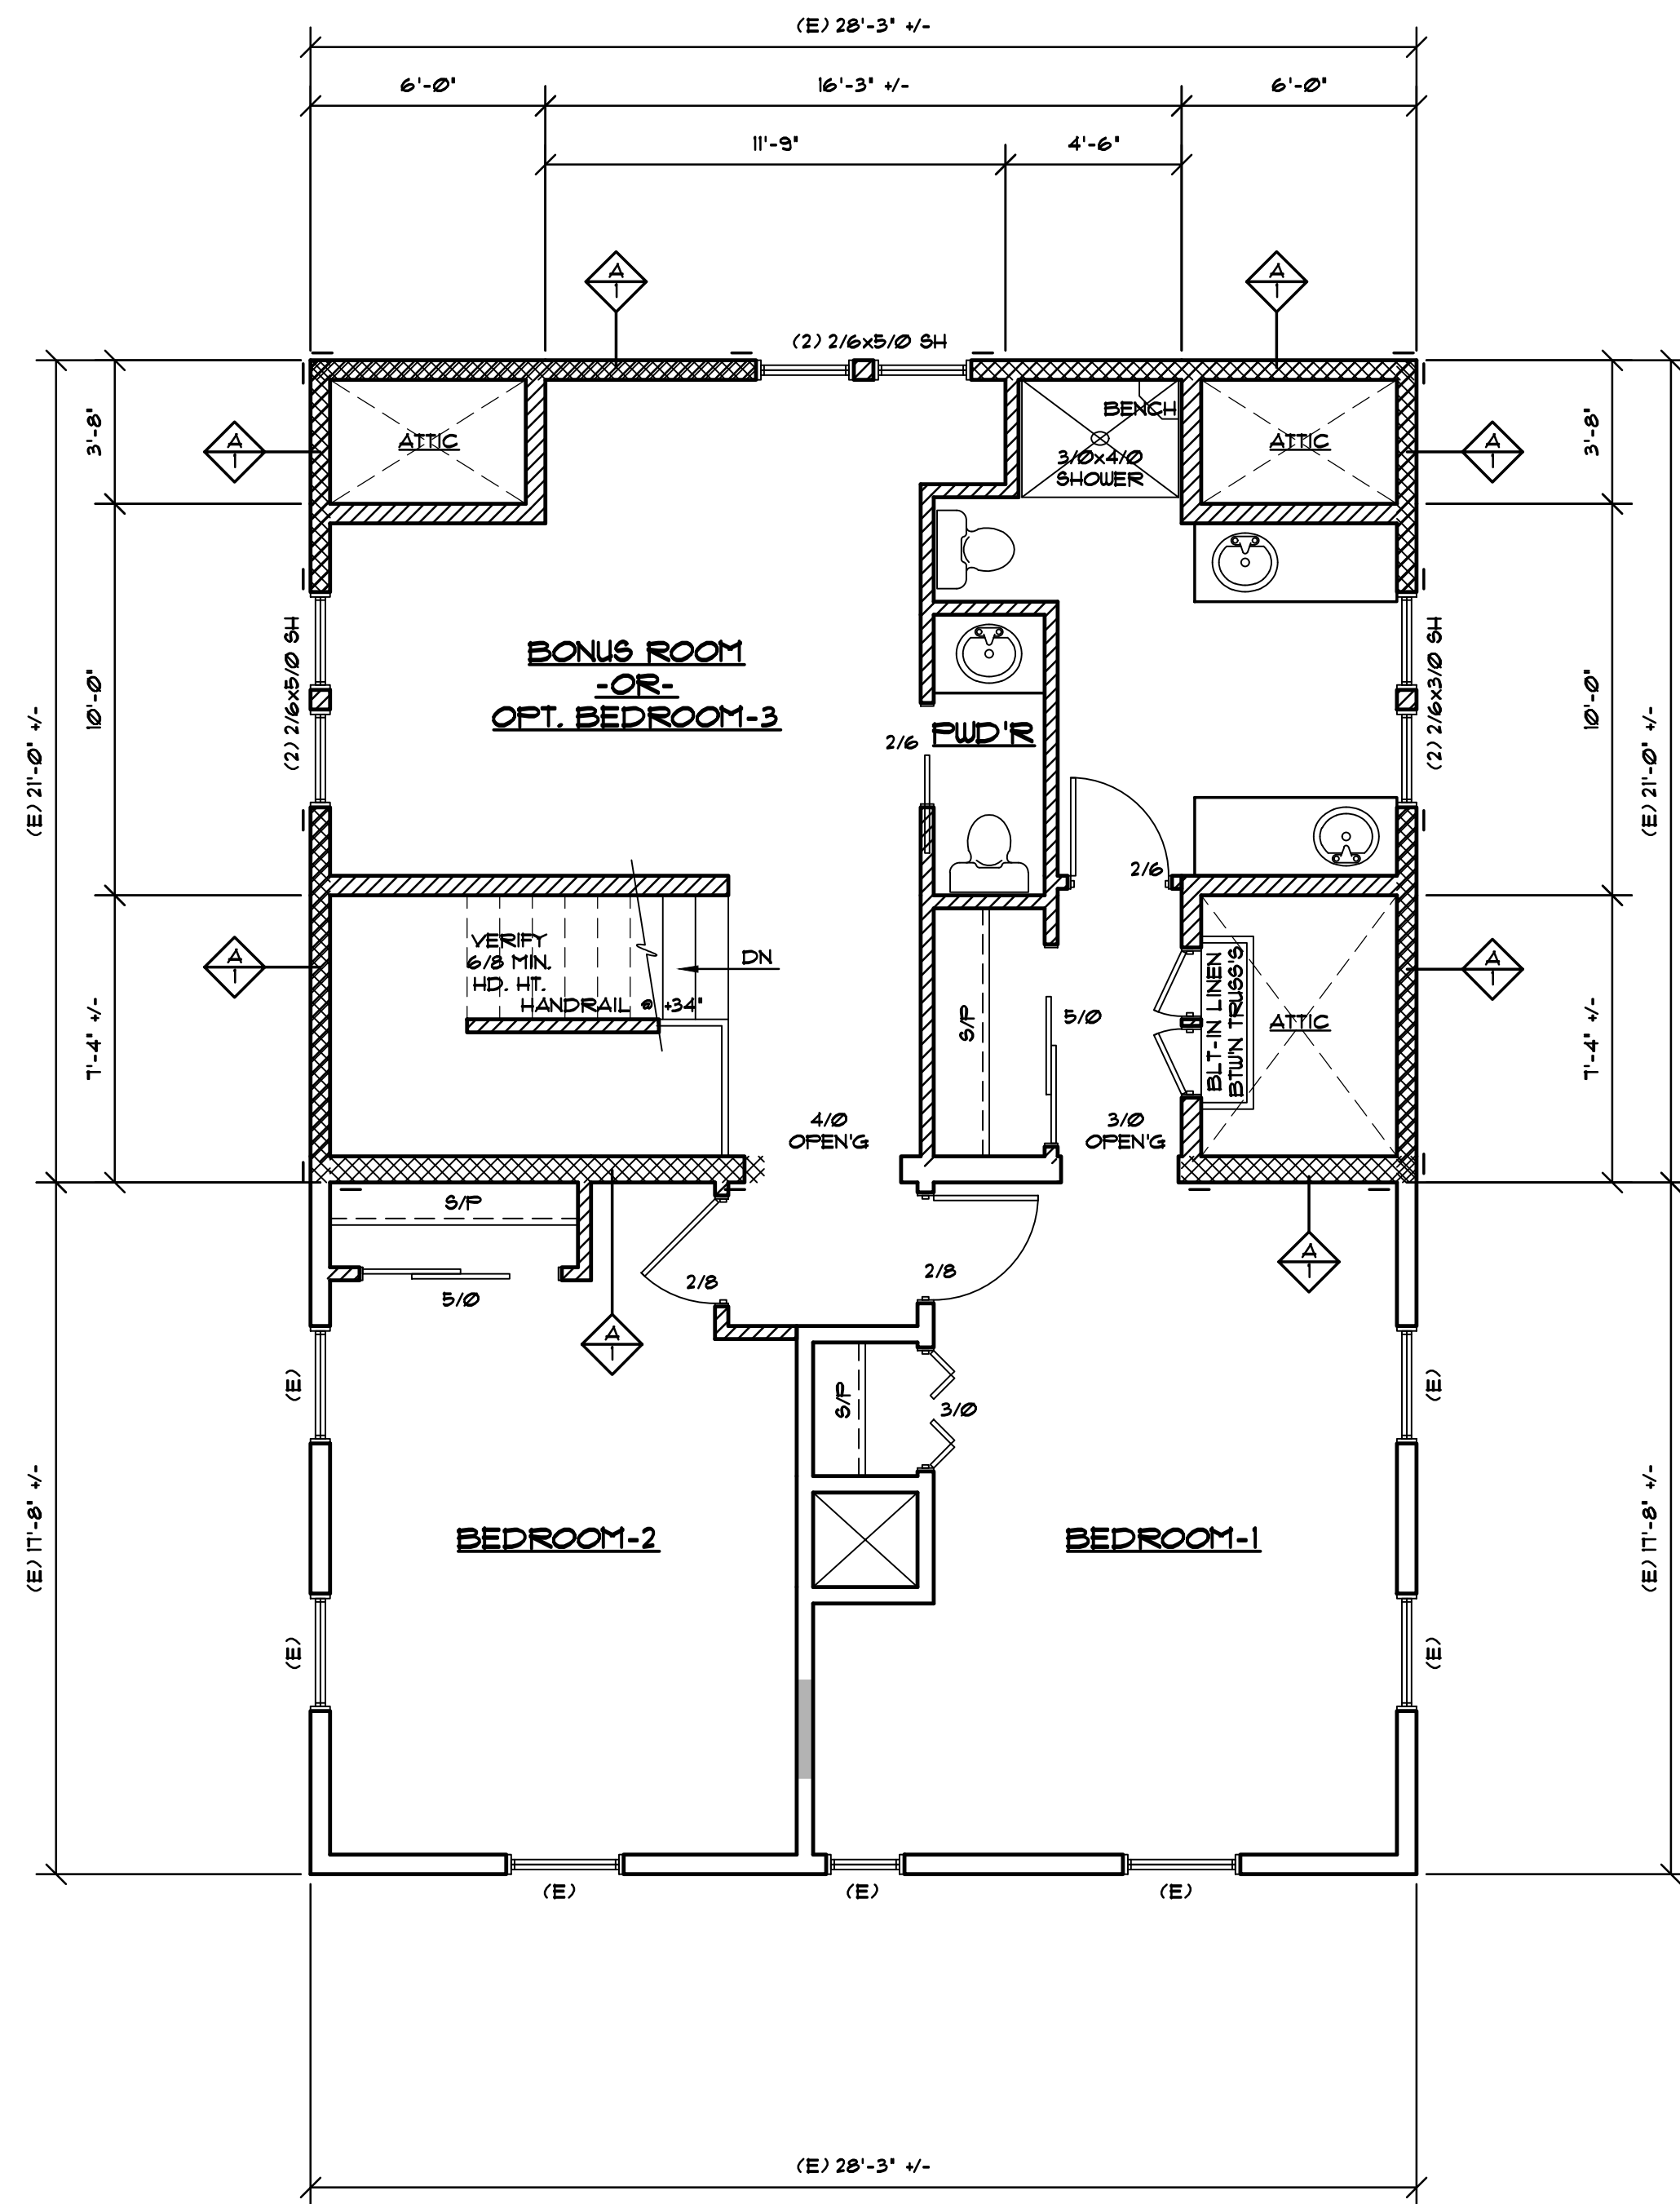 (E) 28'-3" +/-
6'-0"
16'-3" +/-
6'-0"
11'-9"
4'-6"
A
1
A
1
(2) 2/6x5/0 SH
BENCH
3'-8"
A
1
ATTIC
3/0x4/0
SHOWER
ATTIC
A
1
3'-8"
(E) 21'-0" +/-
10'-0"
(2) 2/6x5/0 SH
BONUS ROOM
-OR-
OPT. BEDROOM-3
2/6
PWD'R
(2) 2/6x3/0 SH
10'-0"
(E) 21'-0" +/-
2/6
7'-4" +/-
A
1
VERIFY
6/8 MIN.
HD. HT.
HANDRAIL @ +34"
DN
S/P
5/0
BLT-IN LINEN
BTW'N TRUSS'S
ATTIC
A
1
7'-4" +/-
4/0
OPEN'G
3/0
OPEN'G
S/P
5/0
2/8
2/8
A
1
A
1
(E)
S/P
3/0
(E)
(E) 17'-8" +/-
BEDROOM-2
BEDROOM-1
(E) 17'-8" +/-
(E)
(E)
(E)
(E)
(E)
(E) 28'-3" +/-